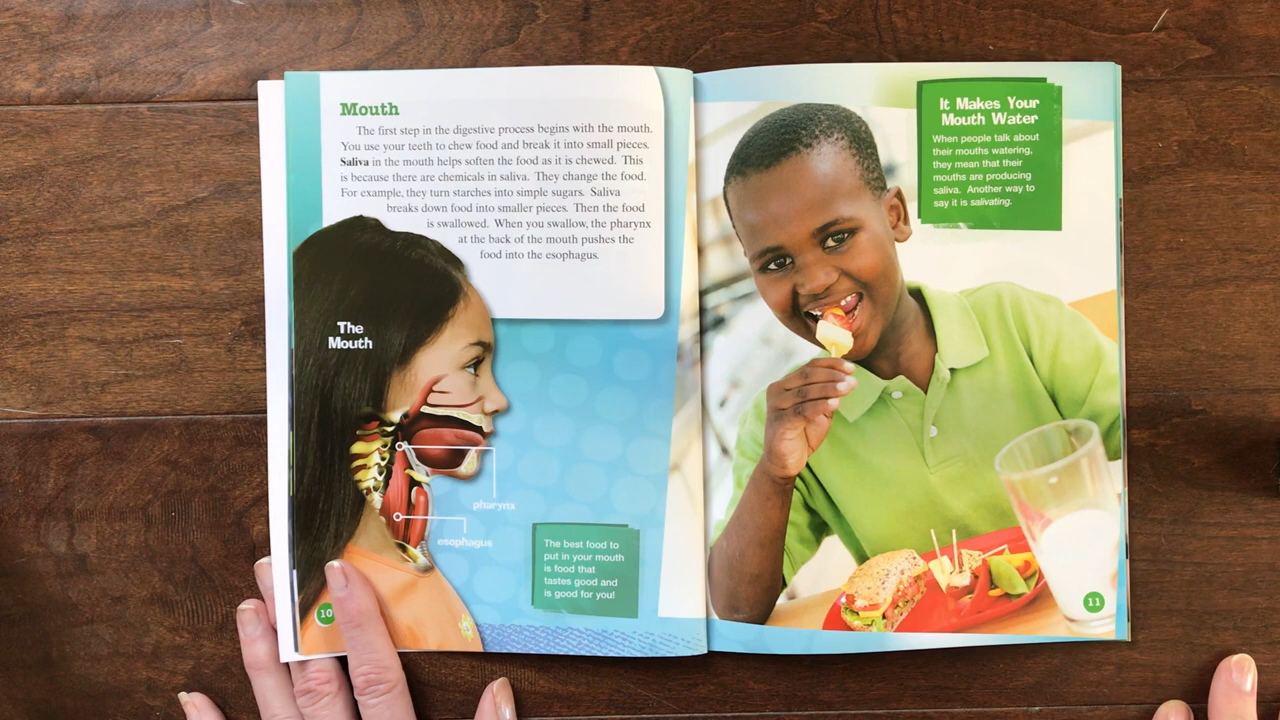 Mouth
The first step in the digestive process begins with the mouth.
You use your teeth to chew food and break it into small pieces.
Saliva in the mouth helps soften the food as it is chewed. This
is because there are chemicals in saliva. They change the food.
For example, they turn starches into simple sugars. Saliva
breaks down food into smaller pieces. Then the food
is swallowed. When you swallow, the pharynx
at the back of the mouth pushes the
food into the esophagus.
The
Mouth
pharynx
esophagus
The best food to
put in your mouth
is food that
tastes good and
is good for you!
10
It Makes Your
Mouth Water
When people talk about
their mouths watering,
they mean that their
mouths are producing
saliva. Another way to
say it is salivating.
11